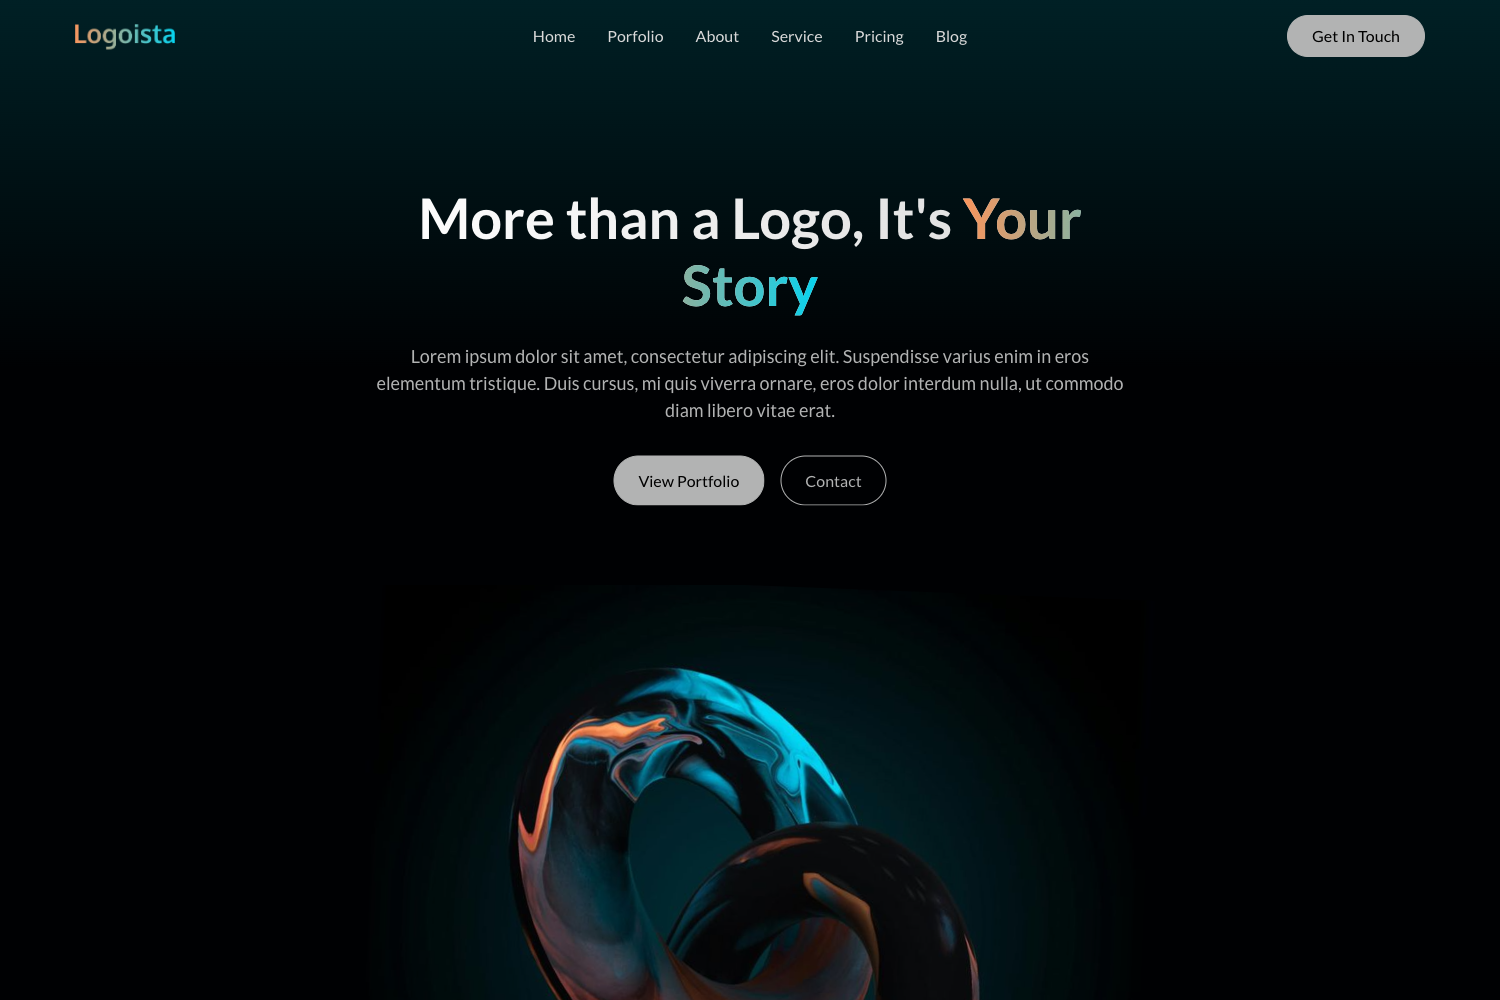 Logoista
Home
Porfolio
About
Service
Pricing
Blog
Get In Touch
More than a Logo, It's Your
Story
Lorem ipsum dolor sit amet, consectetur adipiscing elit. Suspendisse varius enim in eros
elementum tristique. Duis cursus, mi quis viverra ornare, eros dolor interdum nulla, ut commodo
diam libero vitae erat.
View Portfolio
Contact